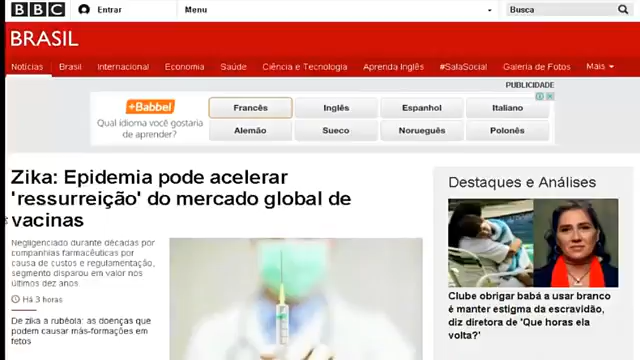 BBC Entrar Menu Busca
BRASIL
Notícias Brasil Internacional Economia Saúde Ciência e Tecnologia Aprenda Inglês #SalaSocial Galeria de Fotos Mais
PUBLICIDADE
+Babbel
Qual idioma você gostaria
de aprender?
Francês Inglês Espanhol Italiano
Alemão Sueco Norueguês Polonês
Zika: Epidemia pode acelerar
'ressurreição' do mercado global de
vacinas
Negligenciado durante décadas por
companhias farmacêuticas por
causa de custos e regulamentação,
segmento disparou em valor nos
últimos dez anos.
Há 3 horas
De zika a rubéola: as doenças que
podem causar más-formações em
fetos
Destaques e Análises
Clube obrigar babá a usar branco
é manter estigma da escravidão,
diz diretora de 'Que horas ela
volta?'